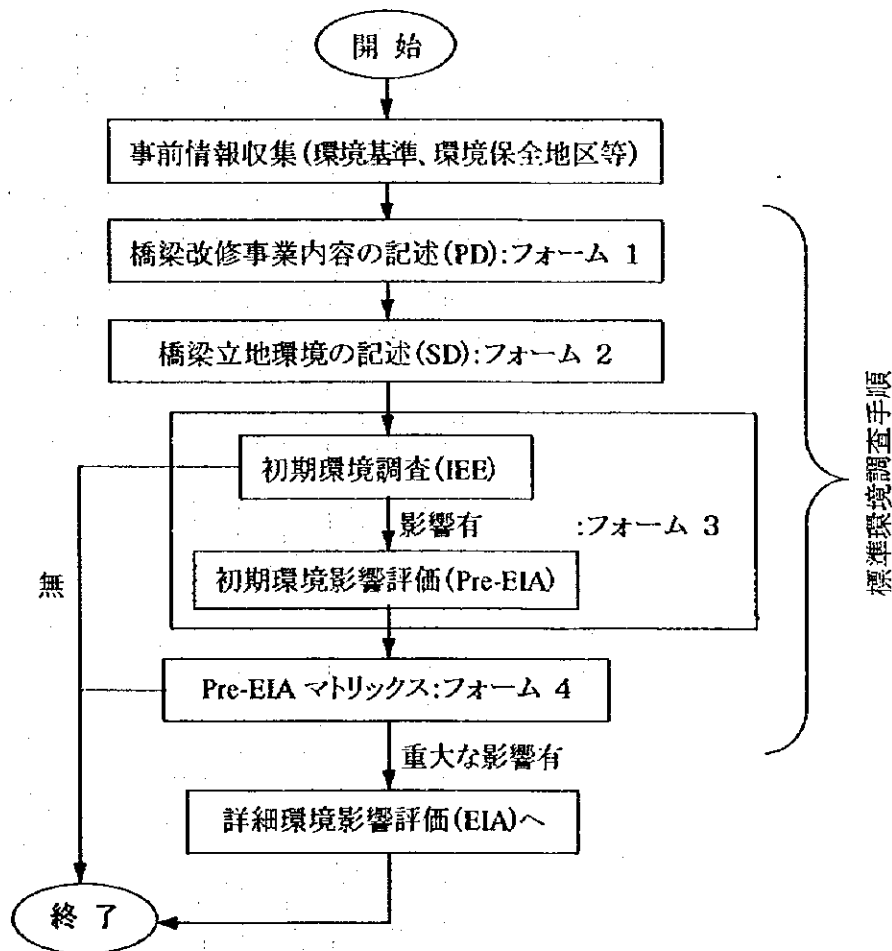 開 始
事前情報収集(環境基準、環境保全地区等)
橋梁改修事業内容の記述(PD):フォーム 1
橋梁立地環境の記述(SD):フォーム 2
初期環境調査(IEE)
影響有
:フォーム 3
初期環境影響評価(Pre-EIA)
無
Pre-EIA マトリックス:フォーム 4
重大な影響有
詳細環境影響評価(EIA)へ
終 了
標準環境調査手順